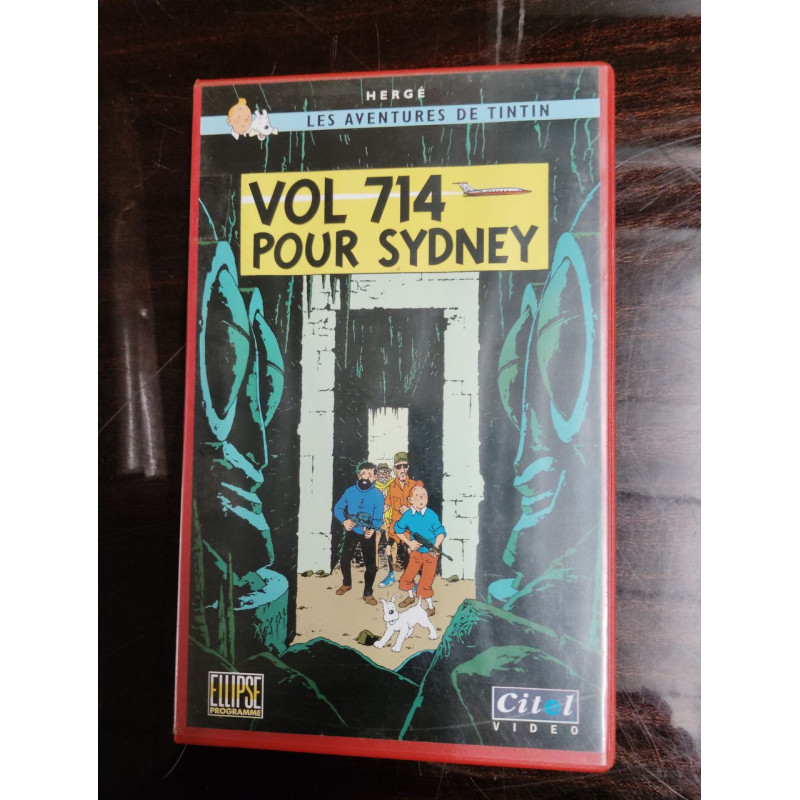 HERGÉ
LES AVENTURES DE TINTIN
VOL 714
POUR SYDNEY
ELLIPSE
PROGRAMME
Citel
VIDEO